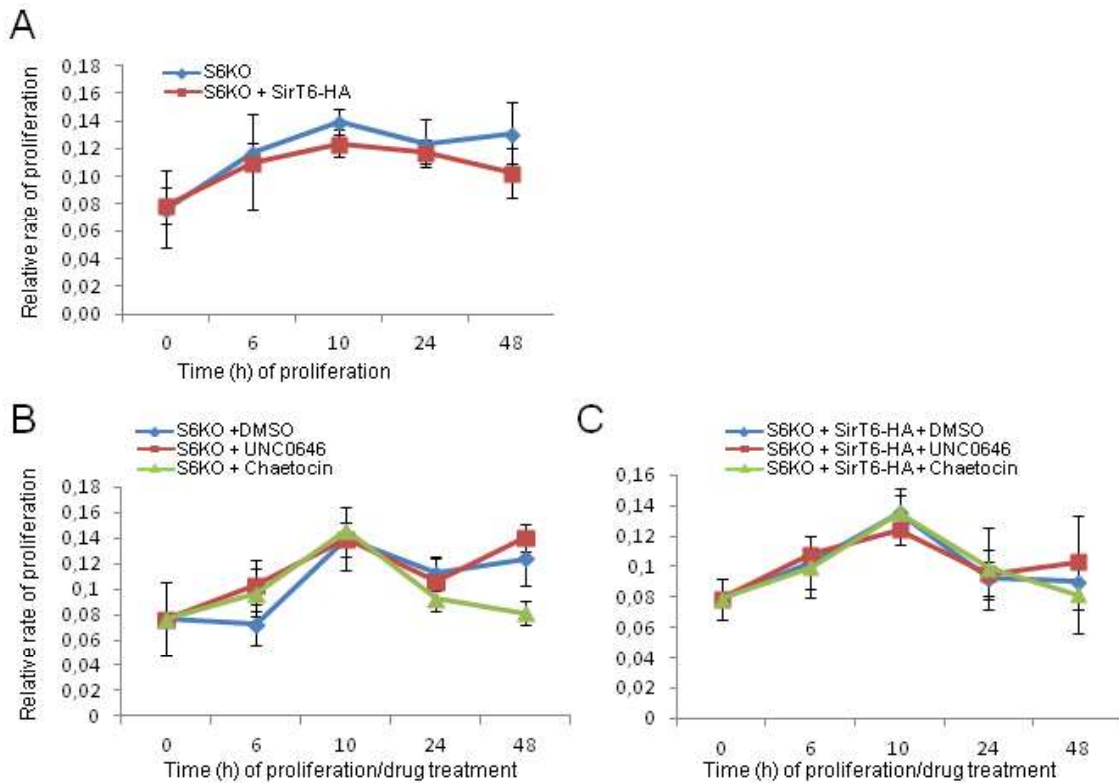 A
S6KO
S6KO + SirT6-HA
Relative rate of proliferation
0,18
0,16
0,14
0,12
0,10
0,08
0,06
0,04
0,02
0,00
0 6 10 24 48
Time (h) of proliferation
B
S6KO +DMSO
S6KO + UNC0646
S6KO + Chaetocin
Relative rate of proliferation
0,18
0,16
0,14
0,12
0,1
0,08
0,06
0,04
0,02
0
0 6 10 24 48
Time (h) of proliferation/drug treatment
C
S6KO + SirT6-HA+DMSO
S6KO + SirT6-HA+UNC0646
S6KO + SirT6-HA+Chaetocin
0,16
0,14
0,12
0,1
0,08
0,06
0,04
0,02
0
0 6 10 24 48
Time (h) of proliferation/drug treatment